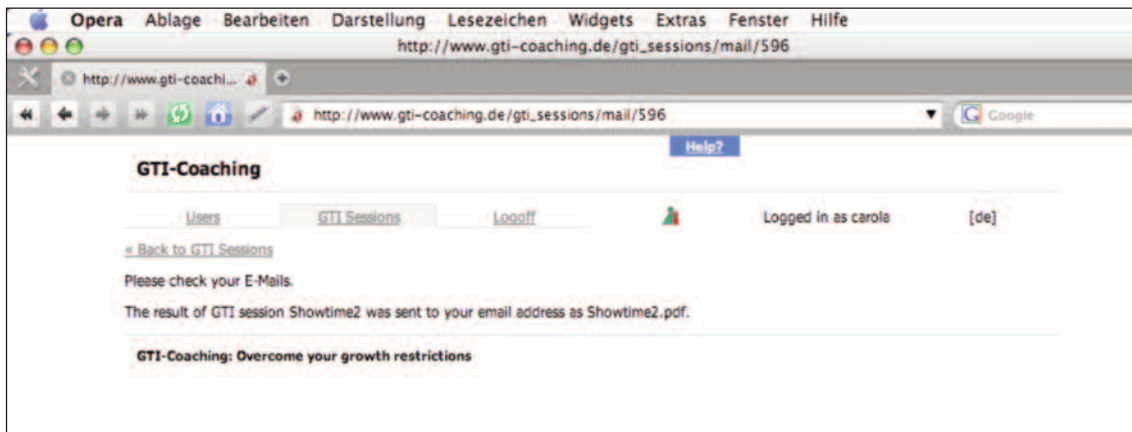 Opera Ablage Bearbeiten Darstellung Lesezeichen Widgets Extras Fenster Hilfe
http://www.gti-coaching.de/gti_sessions/mail/596
http://www.gti-coachi...
http://www.gti-coaching.de/gti_sessions/mail/596 Google
Help?
GTI-Coaching
Users GTI Sessions Logoff Logged in as carola [de]
« Back to GTI Sessions
Please check your E-Mails.
The result of GTI session Showtime2 was sent to your email address as Showtime2.pdf.
GTI-Coaching: Overcome your growth restrictions